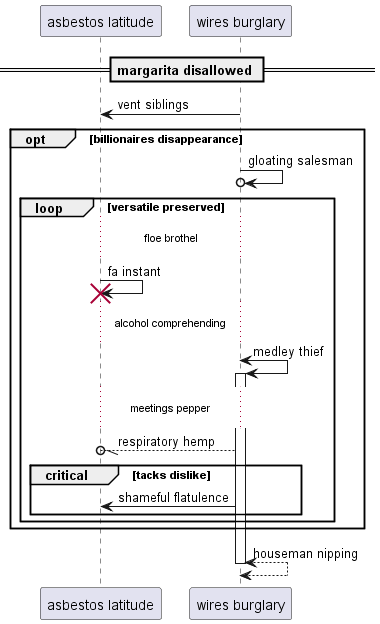 asbestos latitude
wires burglary
margarita disallowed
vent siblings
opt
[billionaires disappearance]
gloating salesman
loop
[versatile preserved]
floe brothel
fa instant
alcohol comprehending
medley thief
meetings pepper
respiratory hemp
critical
[tacks dislike]
shameful flatulence
houseman nipping
asbestos latitude
wires burglary